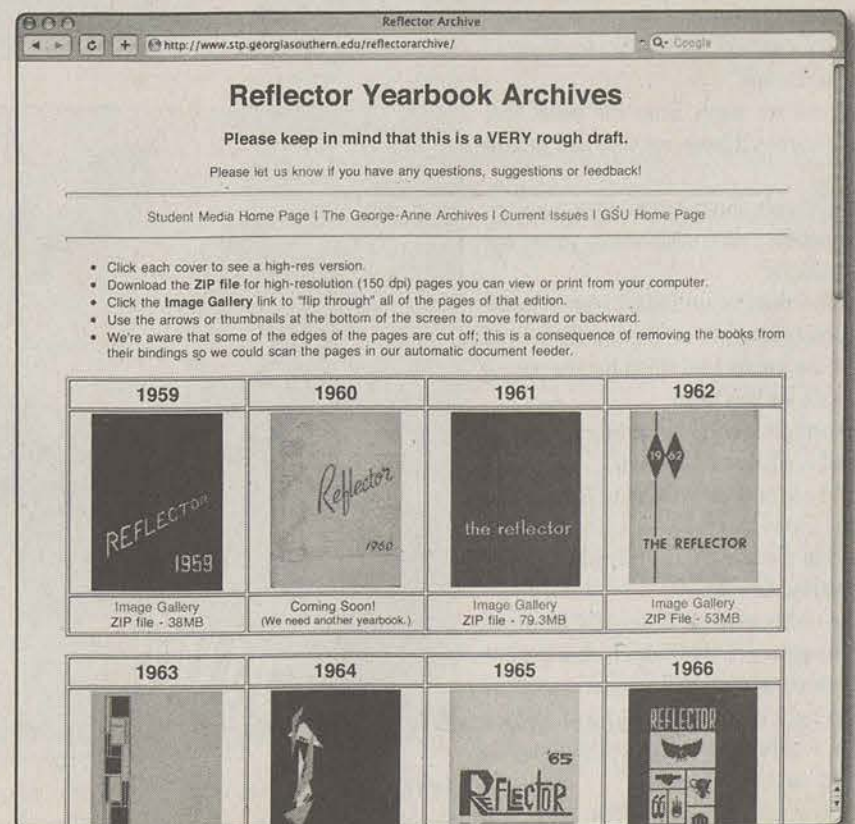 Reflector Archive
http://www.stp.georgiasouthern.edu/reflectorarchive/
Google
Reflector Yearbook Archives
Please keep in mind that this is a VERY rough draft.
Please let us know if you have any questions, suggestions or feedback!
Student Media Home Page | The George-Anne Archives | Current Issues | GSU Home Page
• Click each cover to see a high-res version.
• Download the ZIP file for high-resolution (150 dpi) pages you can view or print from your computer.
• Click the Image Gallery link to "flip through" all of the pages of that edition.
• Use the arrows or thumbnails at the bottom of the screen to move forward or backward.
• We're aware that some of the edges of the pages are cut off; this is a consequence of removing the books from
their bindings so we could scan the pages in our automatic document feeder.
1959 1960 1961 1962
REFLECTOR
1959
Reflector
1960
the reflector
19 62
THE REFLECTOR
Image Gallery Coming Soon! Image Gallery Image Gallery
ZIP file - 38MB (We need another yearbook.) ZIP file - 79.3MB ZIP File - 53MB
1963 1964 1965 1966
'65
REFLECTOR
REFLECTOR
66